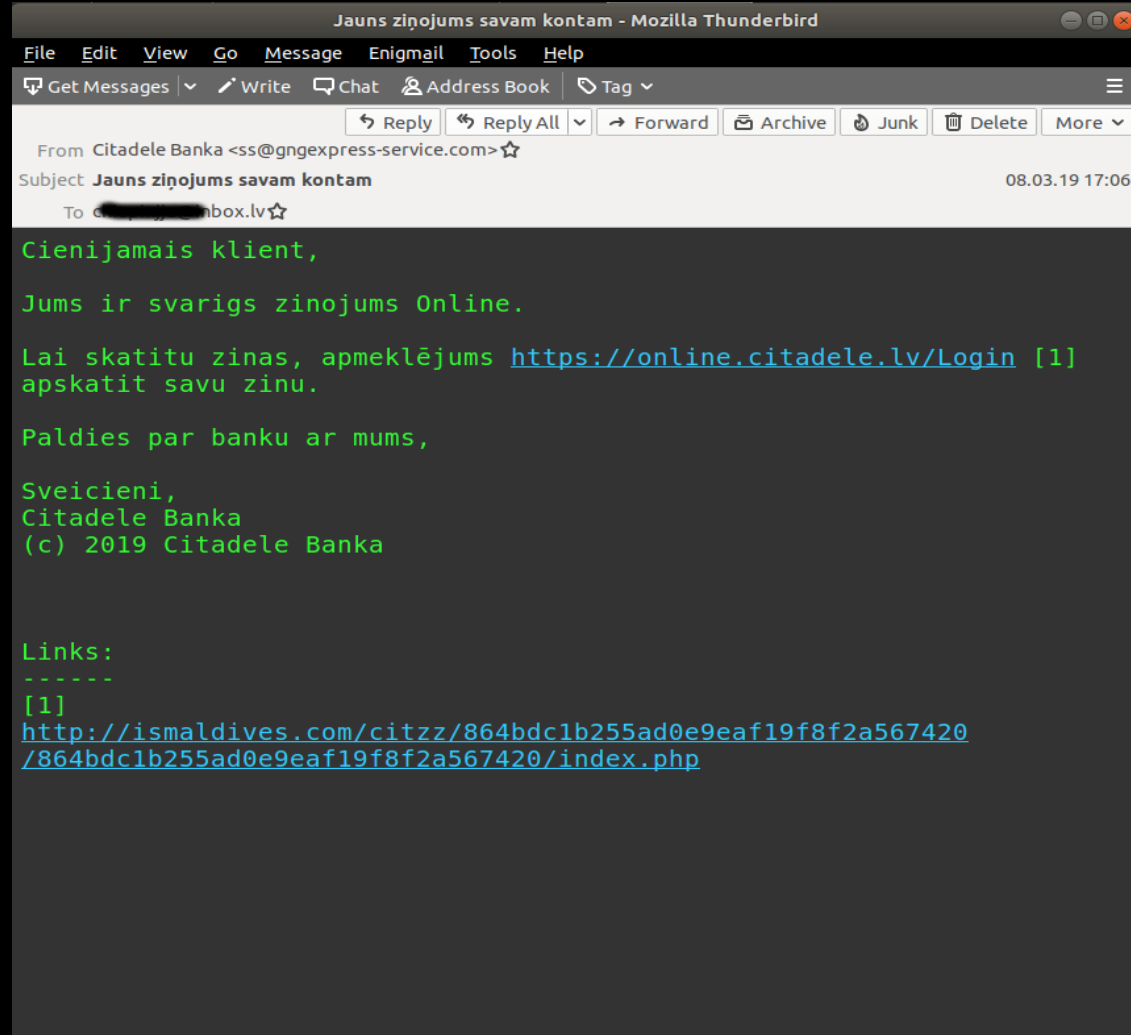 Jauns ziņojums savam kontam - Mozilla Thunderbird
File Edit View Go Message Enigmail Tools Help
Get Messages Write Chat Address Book Tag
Reply Reply All Forward Archive Junk Delete More
From Citadele Banka <ss@gngexpress-service.com>
Subject Jauns ziņojums savam kontam 08.03.19 17:06
To box.lv
Cienijamais klient,
Jums ir svarigs zinojums Online.
Lai skatitu zinas, apmeklējums https://online.citadele.lv/Login [1]
apskatit savu zinu.
Paldies par banku ar mums,
Sveicieni,
Citadele Banka
(c) 2019 Citadele Banka
Links:
------
[1]
http://ismaldives.com/citzz/864bdc1b255ad0e9eaf19f8f2a567420
/864bdc1b255ad0e9eaf19f8f2a567420/index.php